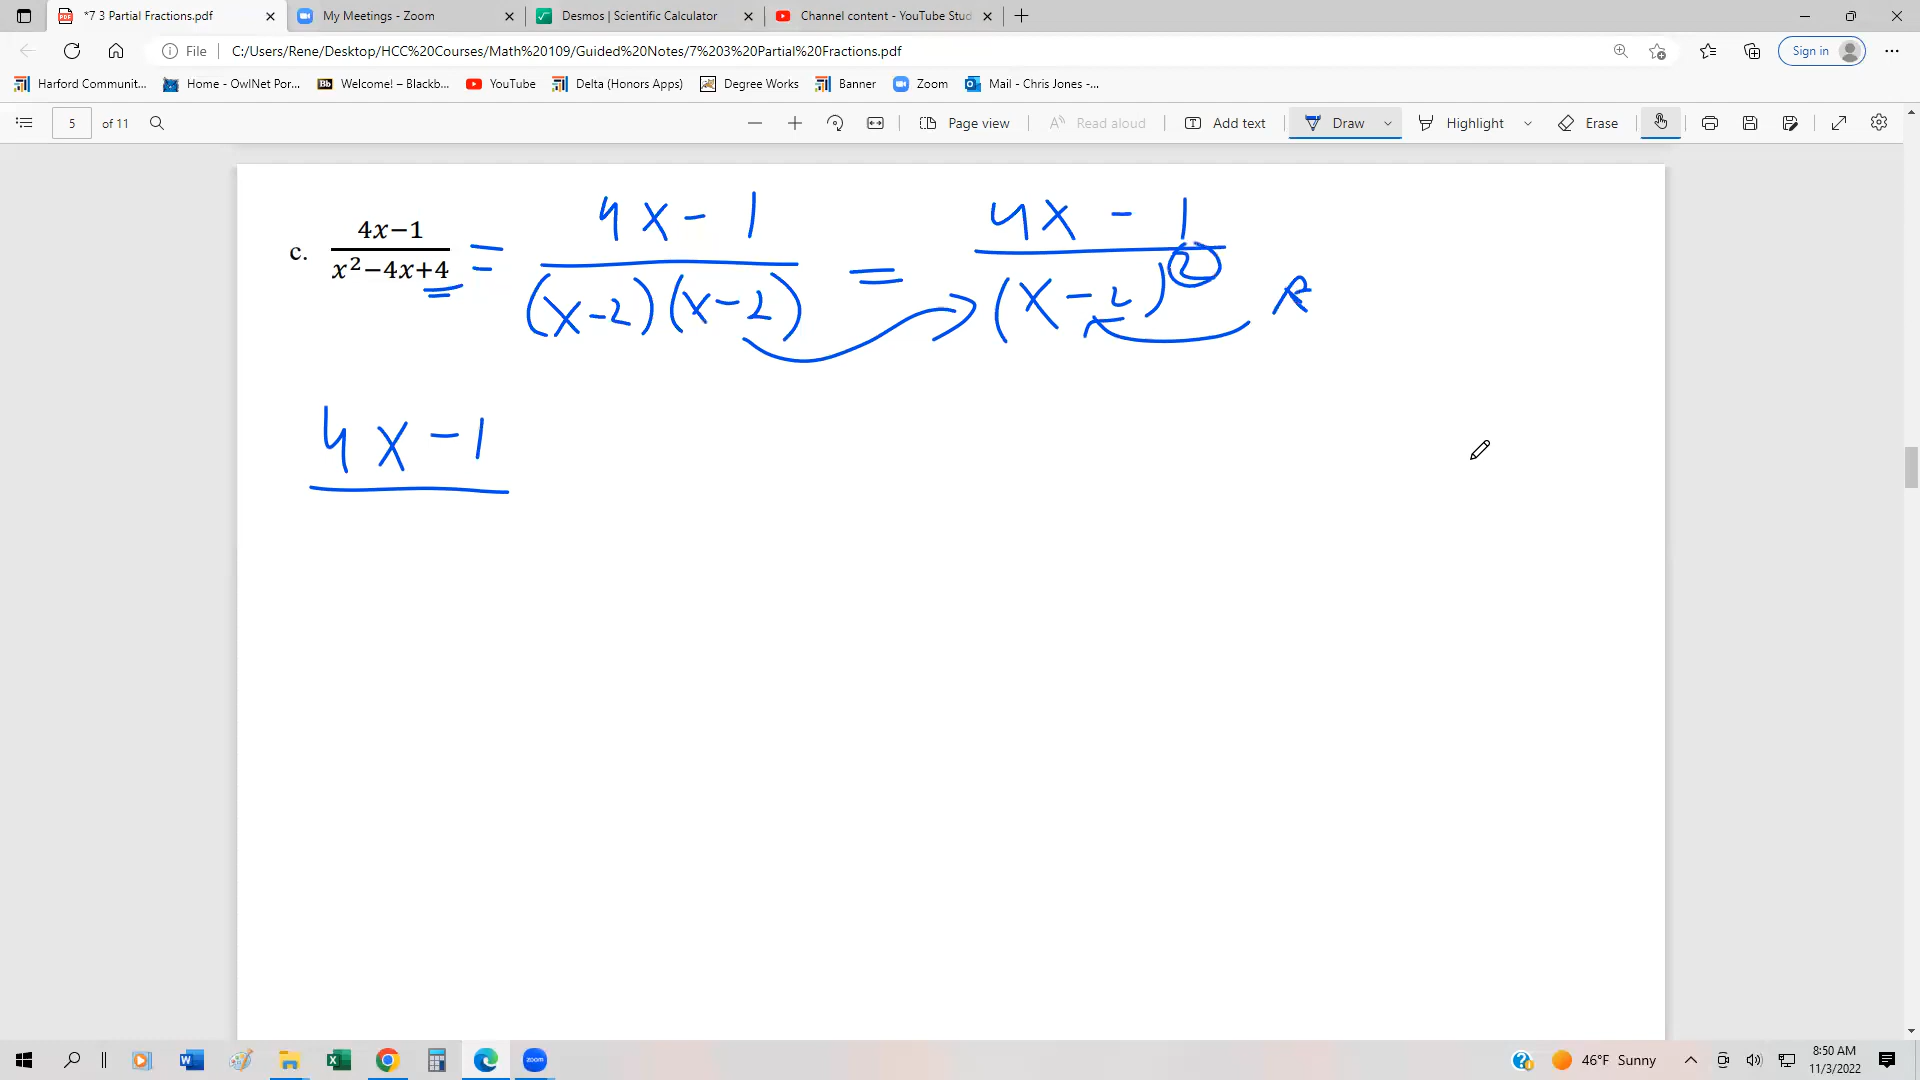 *7 3 Partial Fractions.pdf My Meetings - Zoom Desmos | Scientific Calculator Channel content - YouTube Stud
File C:/Users/Rene/Desktop/HCC%20Courses/Math%20109/Guided%20Notes/7%203%20Partial%20Fractions.pdf Sign in
Harford Communit... Home - OwlNet Por... Bb Welcome! – Blackb... YouTube Delta (Honors Apps) Degree Works Banner Zoom Mail - Chris Jones -...
5 of 11 Page view Read aloud Add text Draw Highlight Erase
4x - 1 4x - 1
c. 4x−1 = =
x²−4x+4 (x-2)(x-2) (x-2)²
4x-1
zoom 46°F Sunny 8:50 AM
11/3/2022